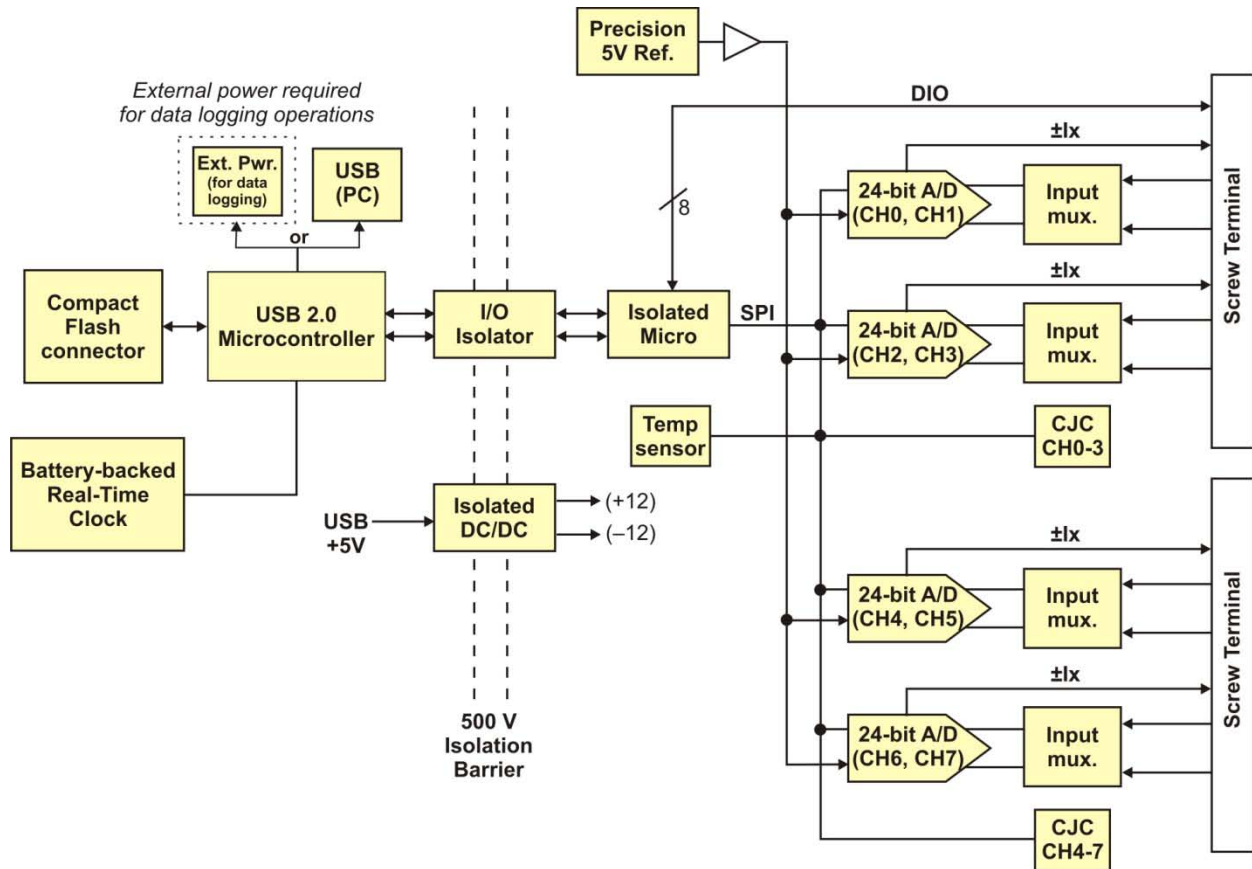 Precision
5V Ref.
External power required
for data logging operations
Ext. Pwr.
(for data
logging)
USB
(PC)
or
DIO
8
±Ix
24-bit A/D
(CH0, CH1)
Input
mux.
Screw Terminal
Compact
Flash
connector
USB 2.0
Microcontroller
I/O
Isolator
Isolated
Micro
SPI
±Ix
24-bit A/D
(CH2, CH3)
Input
mux.
Temp
sensor
CJC
CH0-3
Battery-backed
Real-Time
Clock
USB
+5V
Isolated
DC/DC
(+12)
(–12)
±Ix
24-bit A/D
(CH4, CH5)
Input
mux.
Screw Terminal
±Ix
24-bit A/D
(CH6, CH7)
Input
mux.
500 V
Isolation
Barrier
CJC
CH4-7